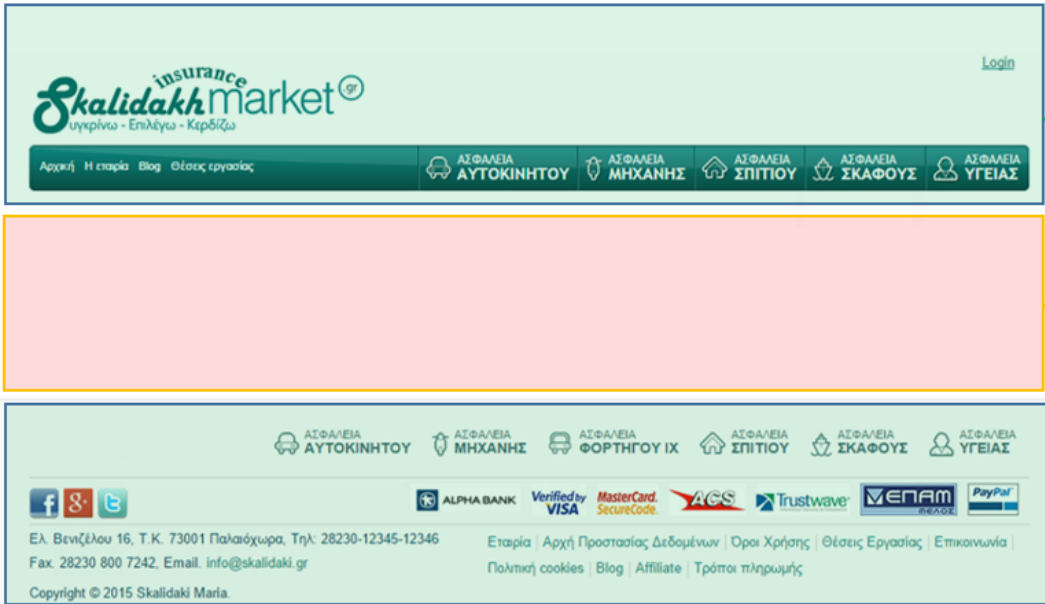 Login
insurance
Skalidakh market .gr
Συγκρίνω - Επιλέγω - Κερδίζω
Αρχική Η εταιρία Blog Θέσεις εργασίας
ΑΣΦΑΛΕΙΑ ΑΥΤΟΚΙΝΗΤΟΥ
ΑΣΦΑΛΕΙΑ ΜΗΧΑΝΗΣ
ΑΣΦΑΛΕΙΑ ΣΠΙΤΙΟΥ
ΑΣΦΑΛΕΙΑ ΣΚΑΦΟΥΣ
ΑΣΦΑΛΕΙΑ ΥΓΕΙΑΣ
ΑΣΦΑΛΕΙΑ ΑΥΤΟΚΙΝΗΤΟΥ
ΑΣΦΑΛΕΙΑ ΜΗΧΑΝΗΣ
ΑΣΦΑΛΕΙΑ ΦΟΡΤΗΓΟΥ ΙΧ
ΑΣΦΑΛΕΙΑ ΣΠΙΤΙΟΥ
ΑΣΦΑΛΕΙΑ ΣΚΑΦΟΥΣ
ΑΣΦΑΛΕΙΑ ΥΓΕΙΑΣ
ALPHA BANK Verified by VISA MasterCard. SecureCode. ACS Trustwave VENAM ΜΕΛΟΣ PayPal
Ελ. Βενιζέλου 16, Τ.Κ. 73001 Παλαιόχωρα, Τηλ: 28230-12345-12346
Fax. 28230 800 7242, Email. info@skalidaki.gr
Copyright © 2015 Skalidaki Maria.
Εταιρία | Αρχή Προστασίας Δεδομένων | Όροι Χρήσης | Θέσεις Εργασίας | Επικοινωνία |
Πολιτική cookies | Blog | Affiliate | Τρόποι πληρωμής